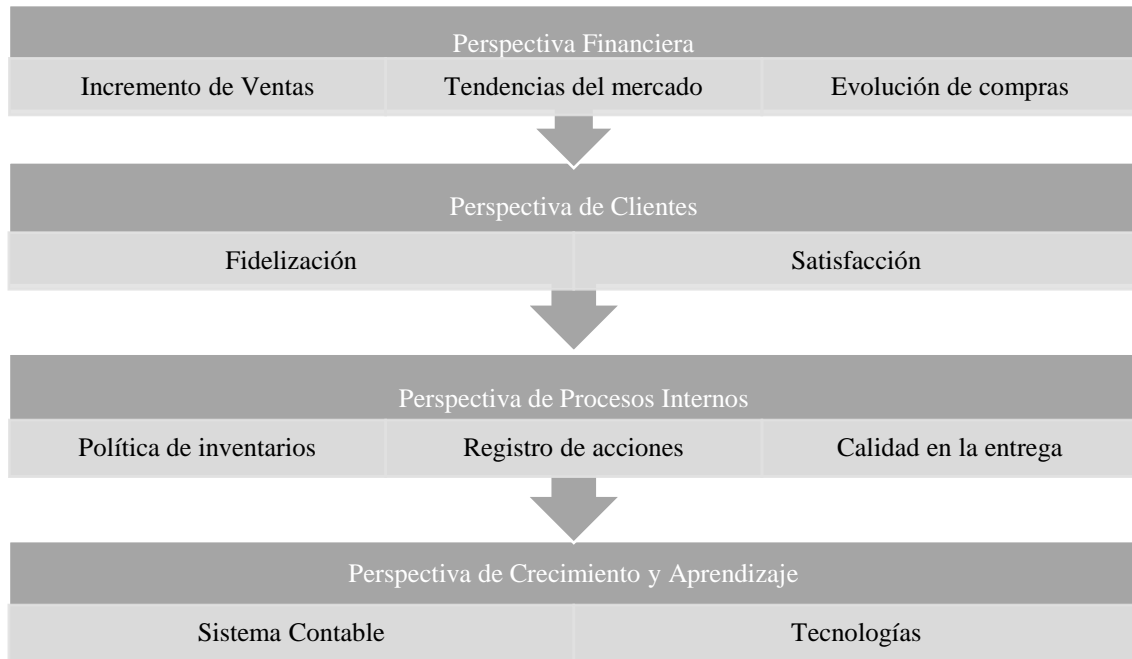 Perspectiva Financiera
Incremento de Ventas
Tendencias del mercado
Evolución de compras
Perspectiva de Clientes
Fidelización
Satisfacción
Perspectiva de Procesos Internos
Política de inventarios
Registro de acciones
Calidad en la entrega
Perspectiva de Crecimiento y Aprendizaje
Sistema Contable
Tecnologías